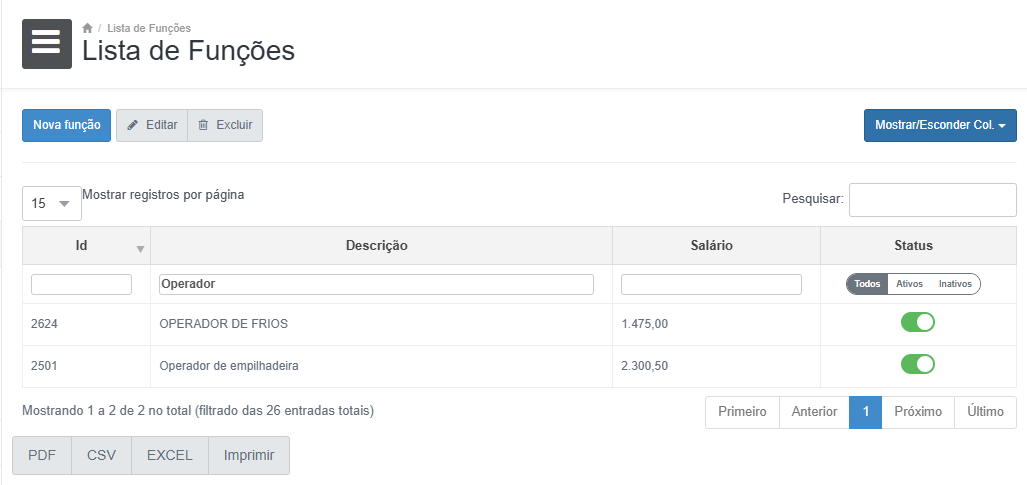 / Lista de Funções
Lista de Funções
Nova função Editar Excluir Mostrar/Esconder Col.
15 Mostrar registros por página Pesquisar:
Id Descrição Salário Status
Operador Todos Ativos Inativos
2624 OPERADOR DE FRIOS 1.475,00
2501 Operador de empilhadeira 2.300,50
Mostrando 1 a 2 de 2 no total (filtrado das 26 entradas totais) Primeiro Anterior 1 Próximo Último
PDF CSV EXCEL Imprimir